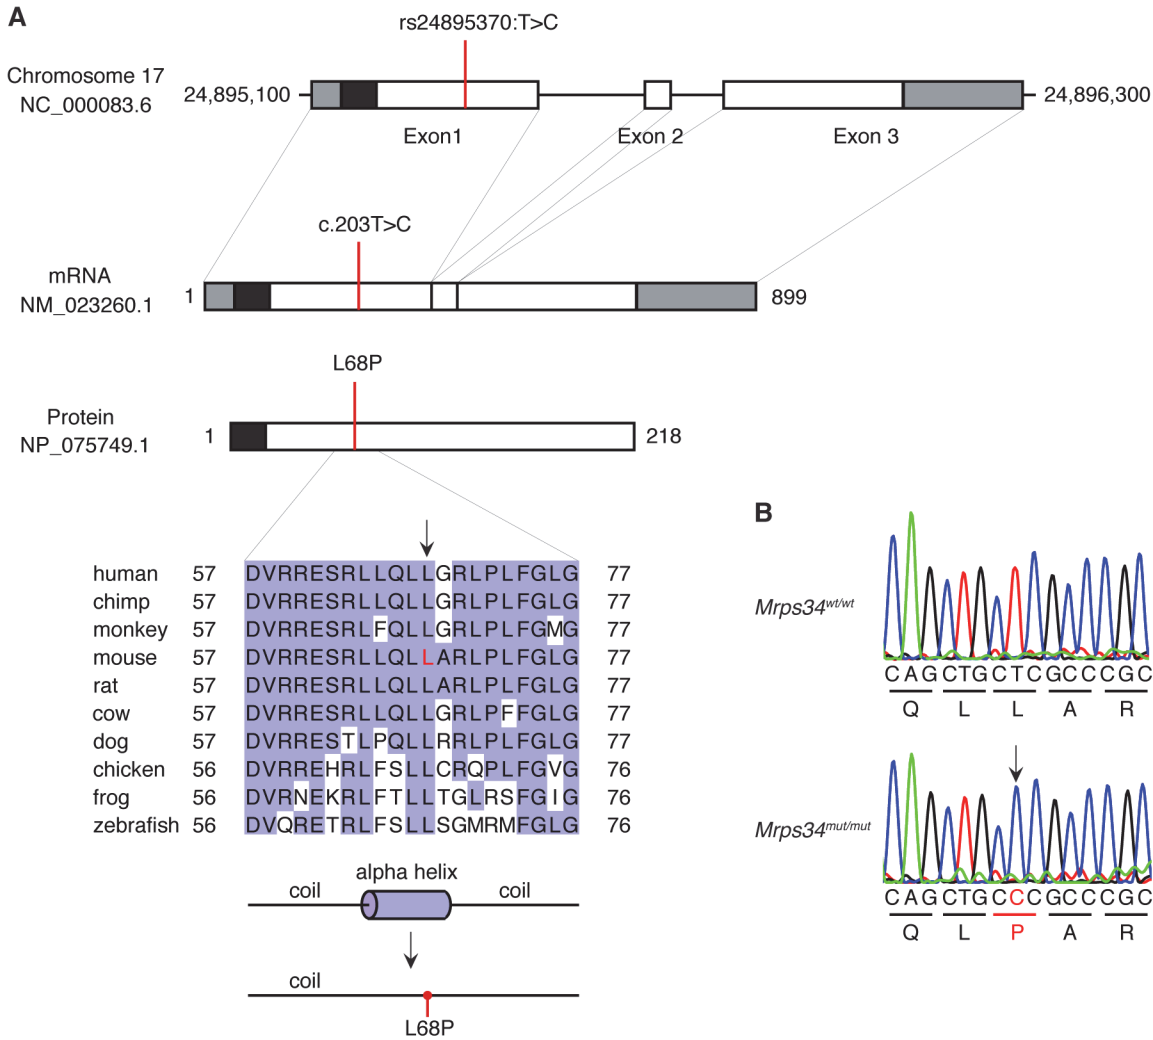 A
rs24895370:T>C
Chromosome 17
NC_000083.6
24,895,100
24,896,300
Exon1
Exon 2
Exon 3
c.203T>C
mRNA
NM_023260.1
1
899
L68P
Protein
NP_075749.1
1
218
human 57 DVRRESRLLQLLGRLPLFGLG 77
chimp 57 DVRRESRLLQLLGRLPLFGLG 77
monkey 57 DVRRESRLFQLLGRLPLFGMG 77
mouse 57 DVRRESRLLQLLARLPLFGLG 77
rat 57 DVRRESRLLQLLARLPLFGLG 77
cow 57 DVRRESRLLQLLGRLPFFGLG 77
dog 57 DVRRESTLPQLLRRLPLFGLG 77
chicken 56 DVRREHRLFSLLCRQPLFGVG 76
frog 56 DVRNEKRLFTLLTGLRSFGIG 76
zebrafish 56 DVQRETRLFSLLSGMRMFGLG 76
alpha helix
coil
coil
coil
L68P
B
Mrps34wt/wt
CAGCTGCTCGCCCGC
Q L L A R
Mrps34mut/mut
CAGCTGCCCGCCCGC
Q L P A R